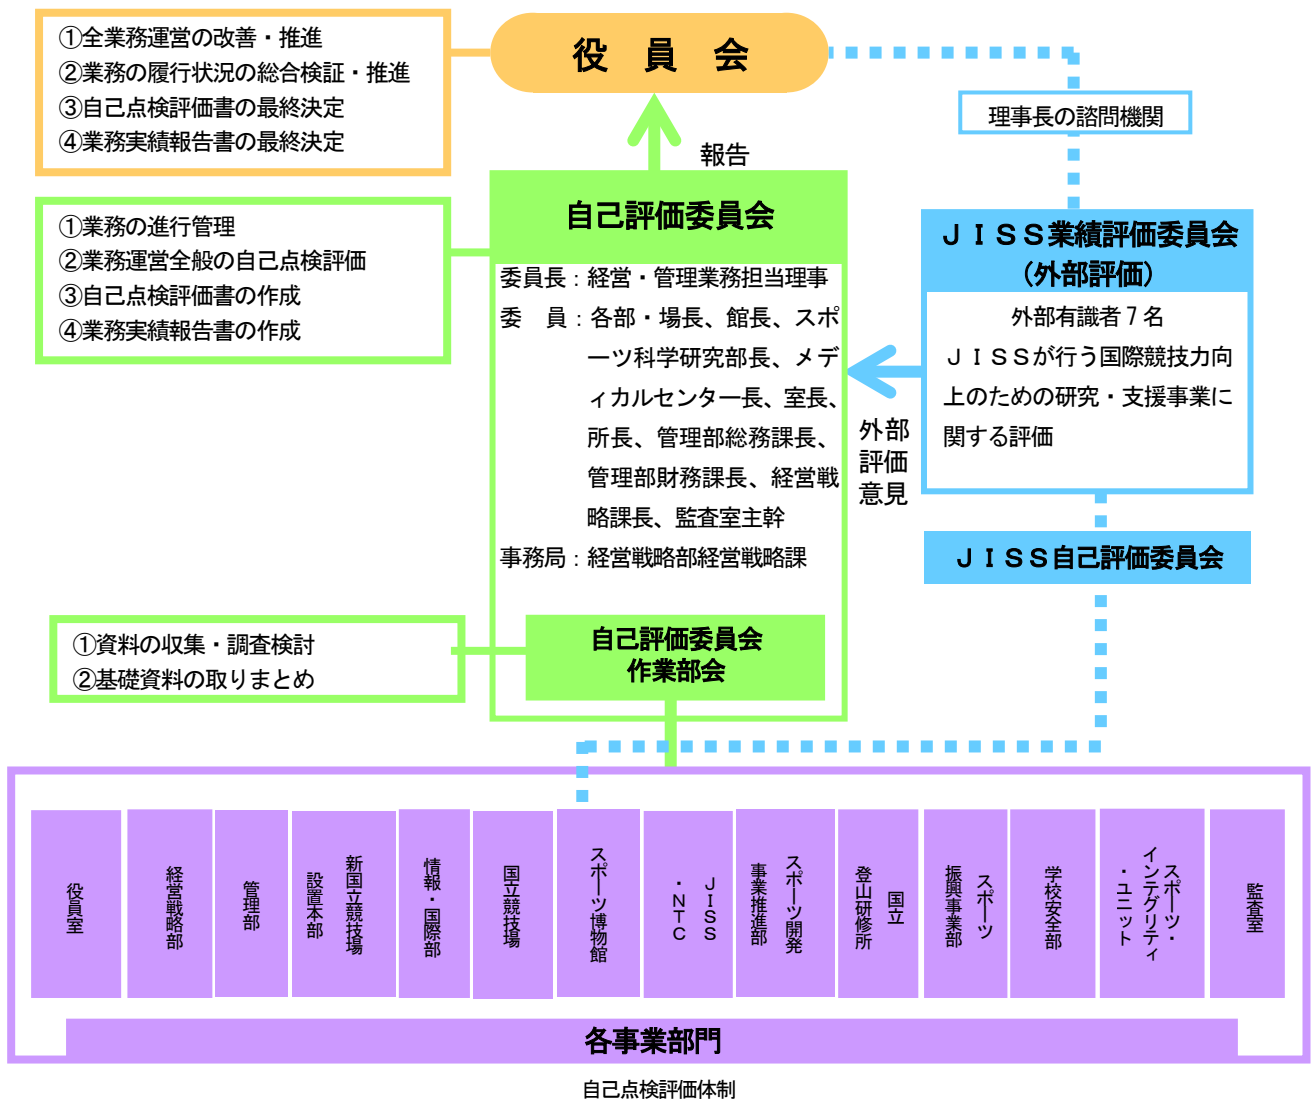 ①全業務運営の改善・推進
②業務の履行状況の総合検証・推進
③自己点検評価書の最終決定
④業務実績報告書の最終決定
役　員　会
理事長の諮問機関
報告
①業務の進行管理
②業務運営全般の自己点検評価
③自己点検評価書の作成
④業務実績報告書の作成
自己評価委員会
委員長：経営・管理業務担当理事
委　員：各部・場長、館長、スポ
ーツ科学研究部長、メデ
ィカルセンター長、室長、
所長、管理部総務課長、
管理部財務課長、経営戦
略課長、監査室主幹
事務局：経営戦略部経営戦略課
ＪＩＳＳ業績評価委員会
（外部評価）
外部有識者７名
ＪＩＳＳが行う国際競技力向
上のための研究・支援事業に
関する評価
外部
評価
意見
ＪＩＳＳ自己評価委員会
①資料の収集・調査検討
②基礎資料の取りまとめ
自己評価委員会
作業部会
役員室
経営戦略部
管理部
新国立競技場
設置本部
情報・国際部
国立競技場
スポーツ博物館
ＪＩＳＳ
・ＮＴＣ
スポーツ開発
事業推進部
国立
登山研修所
スポーツ
振興事業部
学校安全部
スポーツ・
インテグリティ
・ユニット
監査室
各事業部門
自己点検評価体制